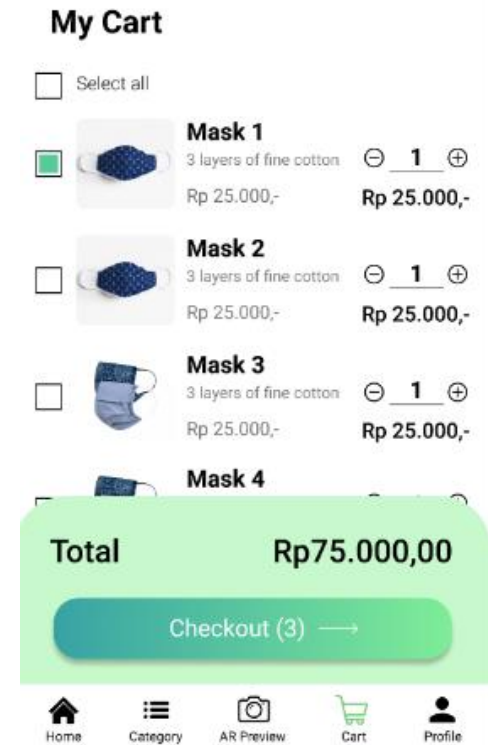 My Cart
Select all
Mask 1
3 layers of fine cotton
1
Rp 25.000,-
Rp 25.000,-
Mask 2
3 layers of fine cotton
1
Rp 25.000,-
Rp 25.000,-
Mask 3
3 layers of fine cotton
1
Rp 25.000,-
Rp 25.000,-
Mask 4
Total Rp75.000,00
Checkout (3) →
Home Category AR Preview Cart Profile